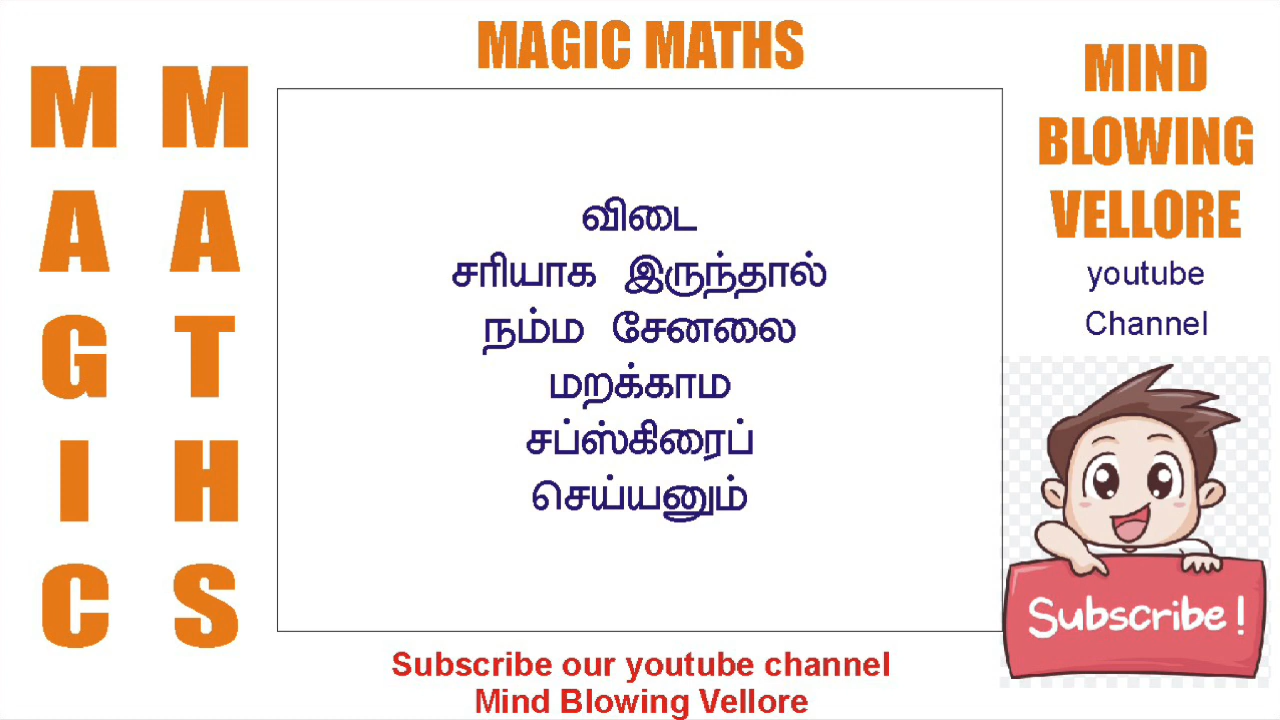 MAGIC MATHS
M M
A A
G T
I H
C S
விடை
சரியாக இருந்தால்
நம்ம சேனலை
மறக்காம
சப்ஸ்கிரைப்
செய்யனும்
MIND
BLOWING
VELLORE
youtube
Channel
Subscribe!
Subscribe our youtube channel
Mind Blowing Vellore